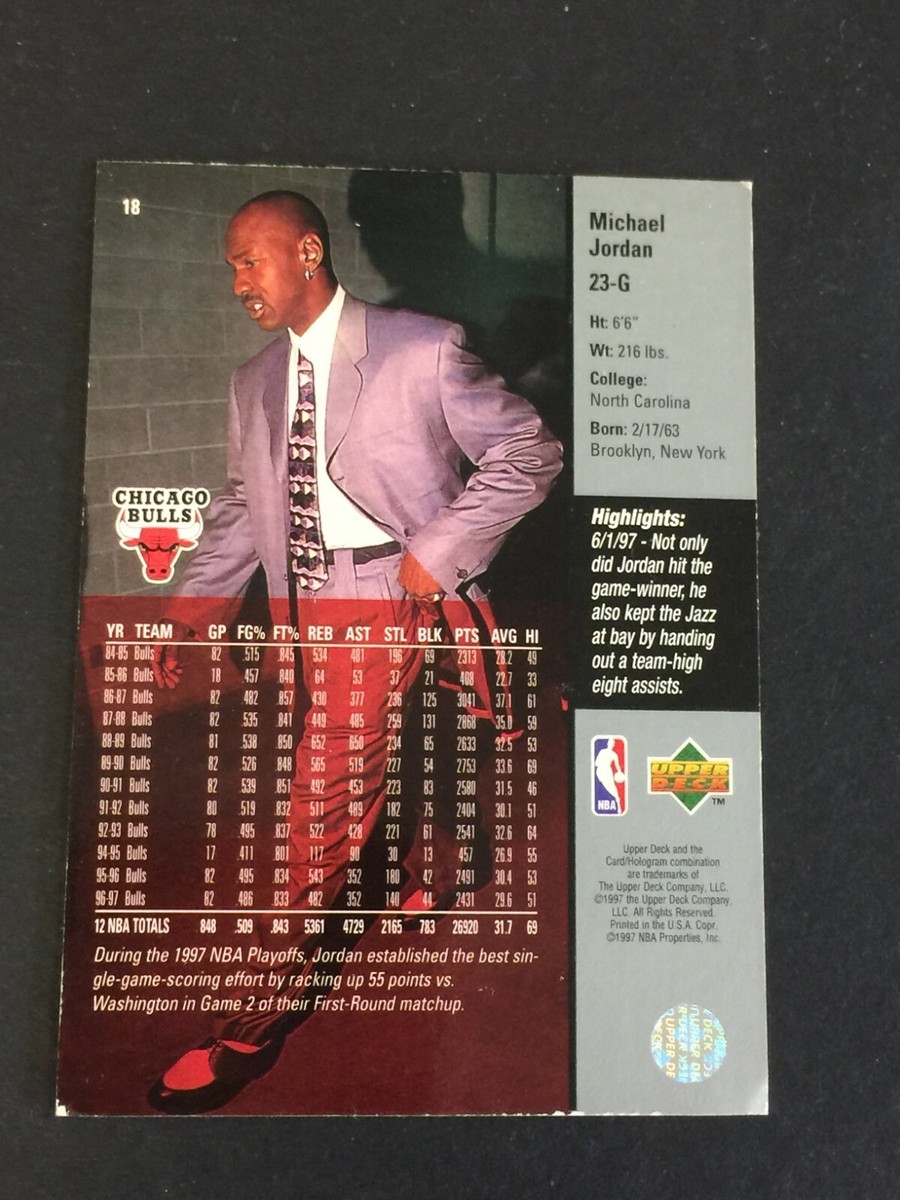 18
Michael
Jordan
23-G
Ht: 6'6"
Wt: 216 lbs.
College:
North Carolina
Born: 2/17/63
Brooklyn, New York
CHICAGO
BULLS
Highlights:
6/1/97 - Not only
did Jordan hit the
game-winner, he
also kept the Jazz
at bay by handing
out a team-high
eight assists.
YR TEAM GP FG% FT% REB AST STL BLK PTS AVG HI
84-85 Bulls 82 .515 .845 534 481 196 69 2313 28.2 49
85-86 Bulls 18 .457 .840 64 53 37 21 408 22.7 33
86-87 Bulls 82 .482 .857 430 377 236 125 3041 37.1 61
87-88 Bulls 82 .535 .841 449 485 259 131 2868 35.0 59
88-89 Bulls 81 .538 .850 652 650 234 65 2633 32.5 53
89-90 Bulls 82 .526 .848 565 519 227 54 2753 33.6 69
90-91 Bulls 82 .539 .851 492 453 223 83 2580 31.5 46
91-92 Bulls 80 .519 .832 511 489 182 75 2404 30.1 51
92-93 Bulls 78 .495 .837 522 428 221 61 2541 32.6 64
94-95 Bulls 17 .411 .801 117 90 30 13 457 26.9 55
95-96 Bulls 82 .495 .834 543 352 180 42 2491 30.4 53
96-97 Bulls 82 .486 .833 482 352 140 44 2431 29.6 51
12 NBA TOTALS 848 .509 .843 5361 4729 2165 783 26920 31.7 69
During the 1997 NBA Playoffs, Jordan established the best sin-
gle-game-scoring effort by racking up 55 points vs.
Washington in Game 2 of their First-Round matchup.
NBA
UPPER
DECK
TM
Upper Deck and the
Card/Hologram combination
are trademarks of
The Upper Deck Company, LLC.
©1997 the Upper Deck Company,
LLC. All Rights Reserved.
Printed in the U.S.A. Copr.
©1997 NBA Properties, Inc.
UPPER DECK